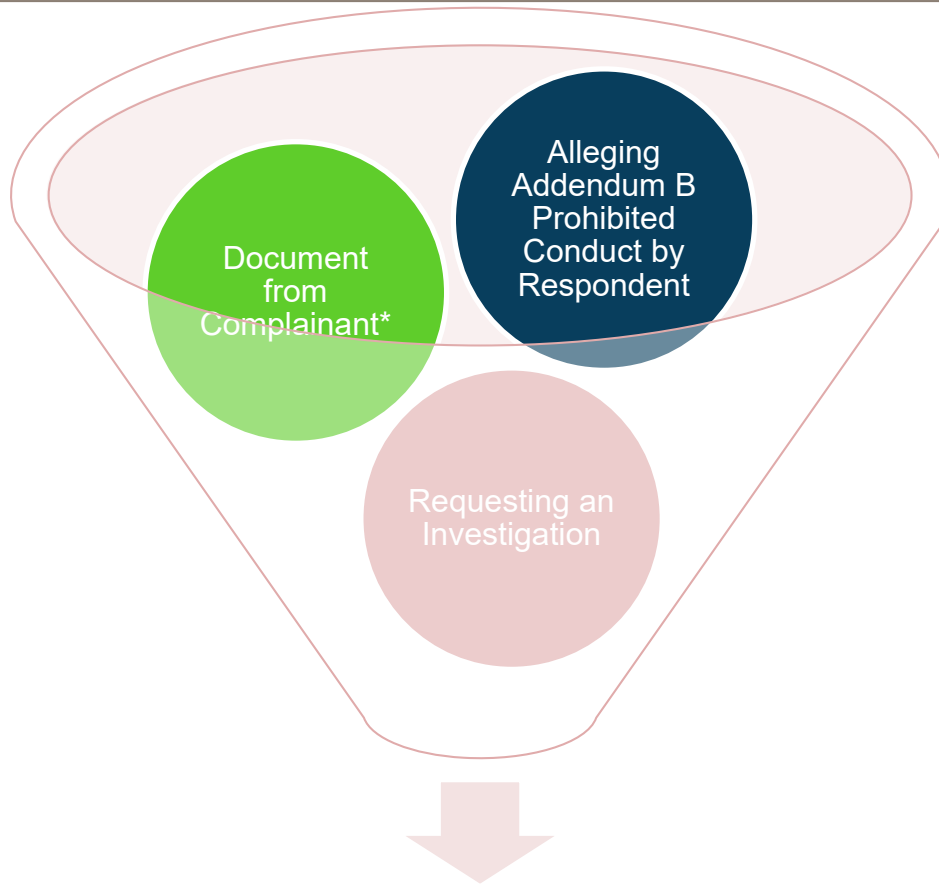 Alleging
Addendum B
Prohibited
Conduct by
Respondent
Document
from
Complainant*
Requesting an
Investigation